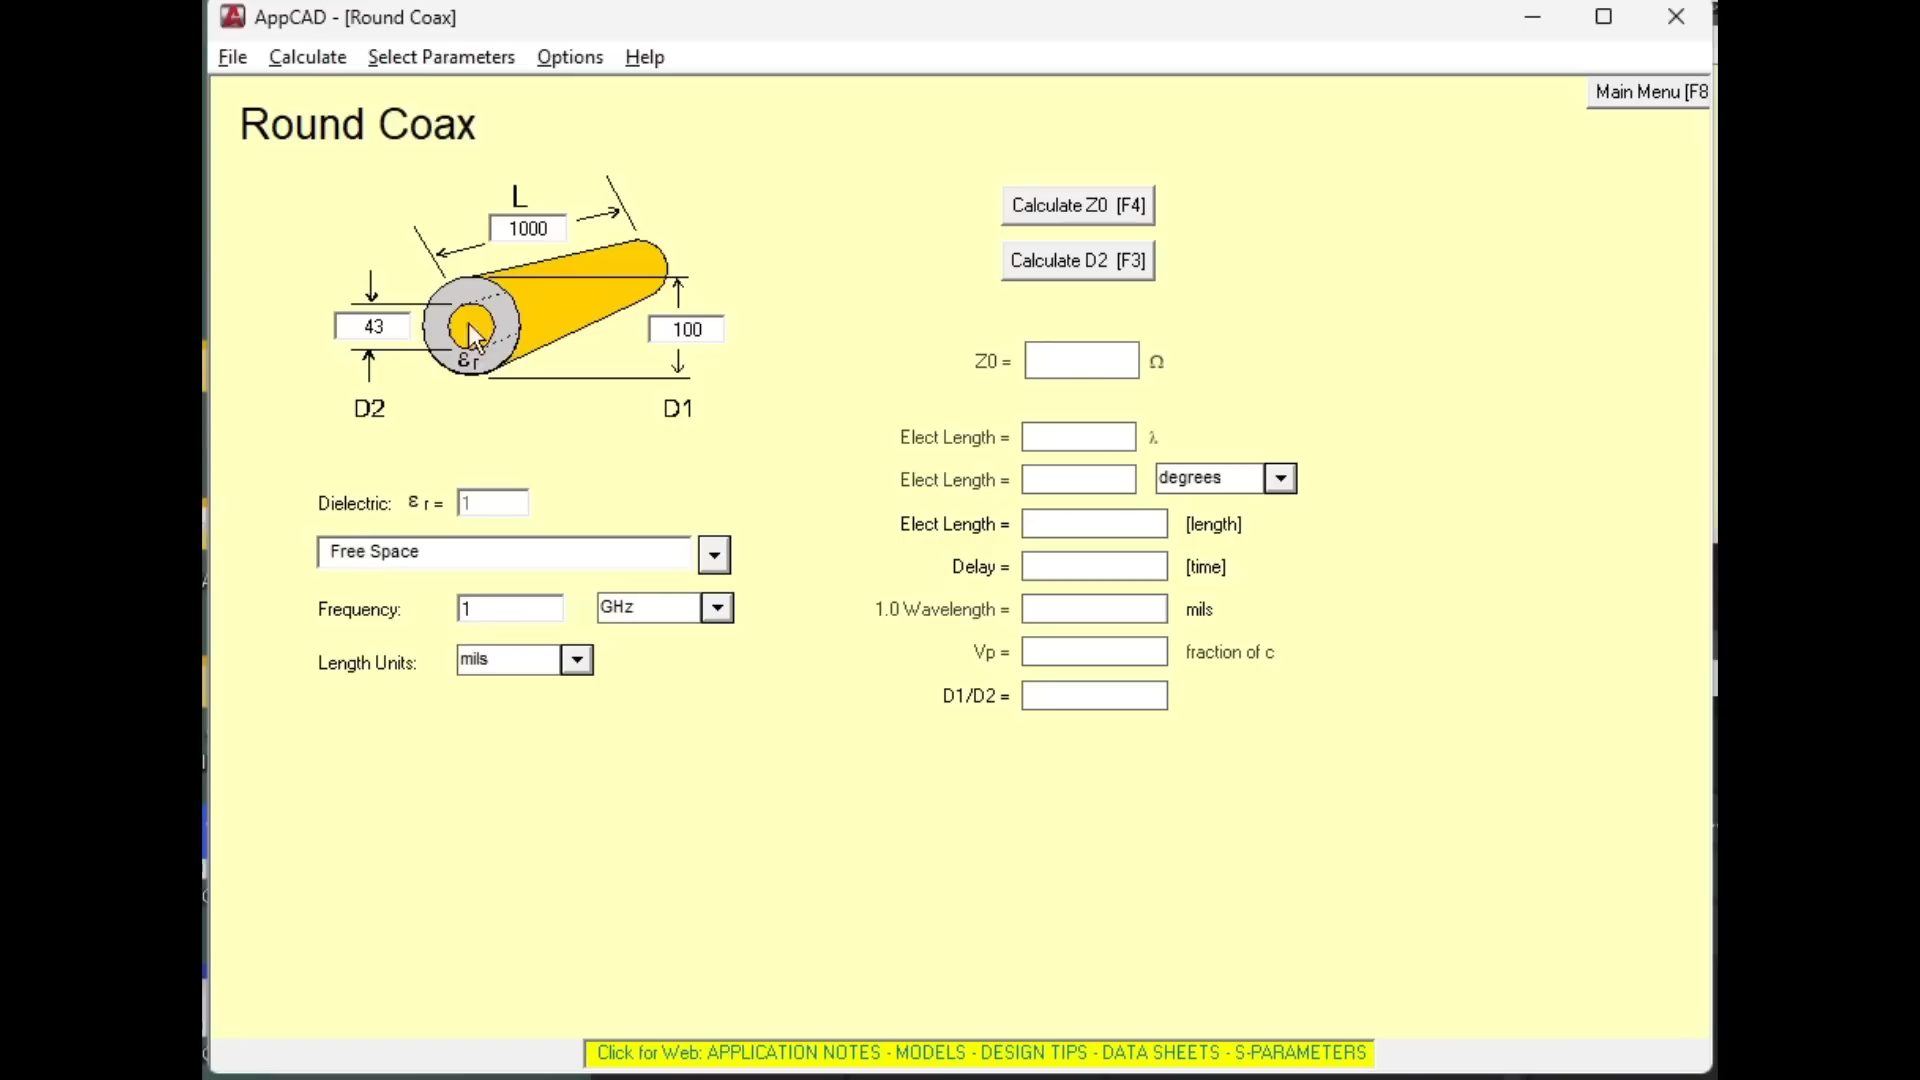 AppCAD - [Round Coax]
File Calculate Select Parameters Options Help
Main Menu [F8
Round Coax
L
1000
43
100
εr
D2
D1
Calculate Z0 [F4]
Calculate D2 [F3]
Z0 = Ω
Elect Length = λ
Elect Length = degrees
Elect Length = [length]
Delay = [time]
1.0 Wavelength = mils
Vp = fraction of c
D1/D2 =
Dielectric: ε r = 1
Free Space
Frequency: 1 GHz
Length Units: mils
Click for Web: APPLICATION NOTES - MODELS - DESIGN TIPS - DATA SHEETS - S-PARAMETERS